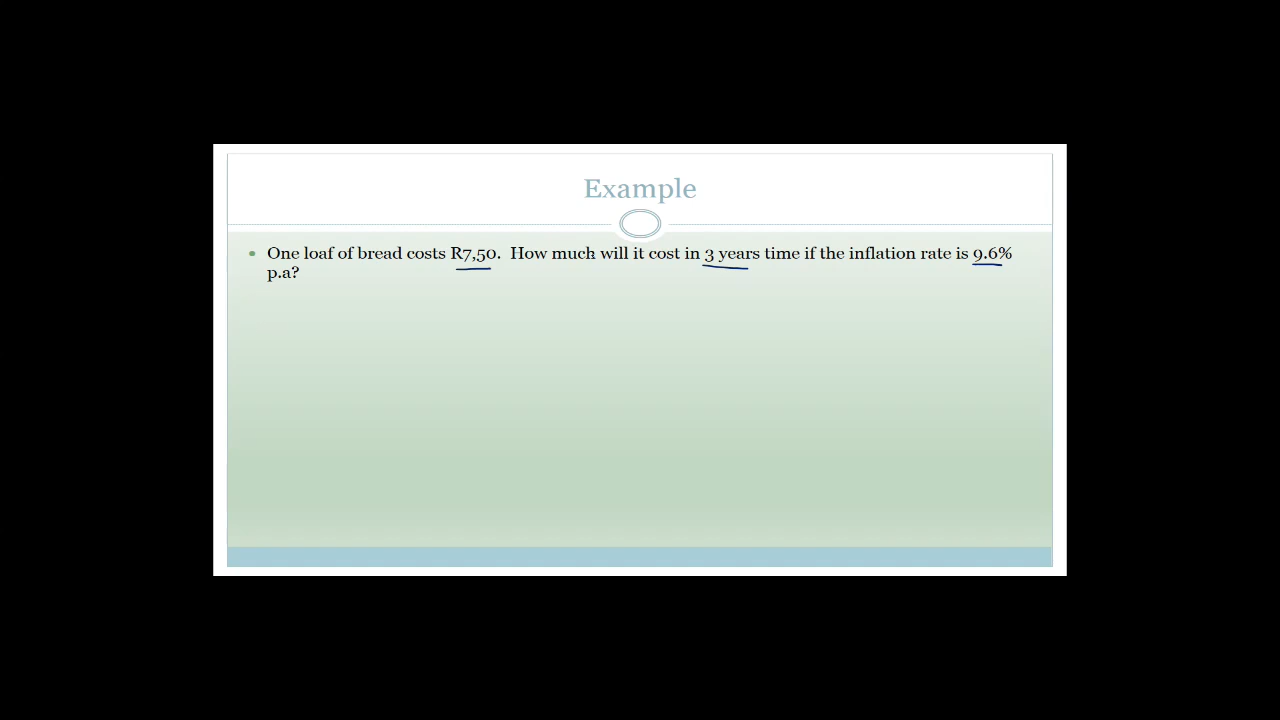 Example
One loaf of bread costs R7,50. How much will it cost in 3 years time if the inflation rate is 9.6%
p.a?